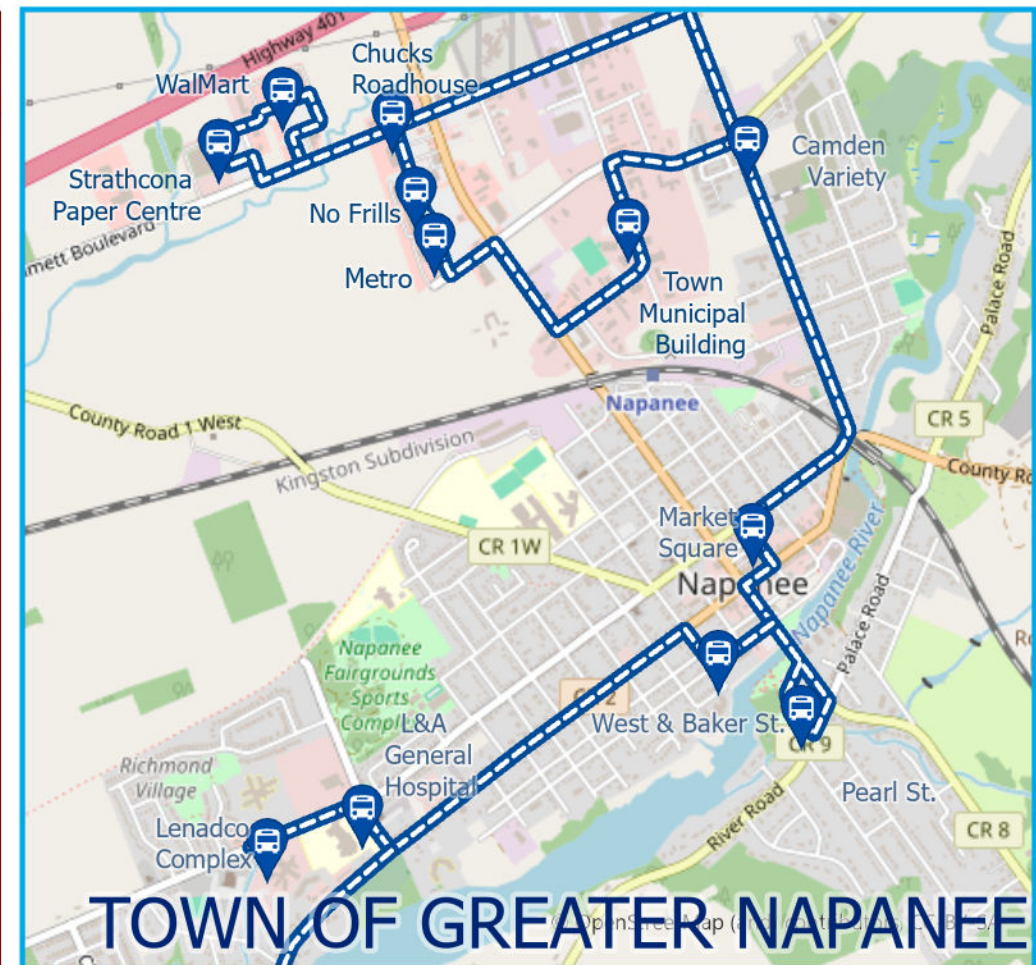 Highway 401
Chucks
Roadhouse
WalMart
Camden
Variety
Strathcona
Paper Centre
No Frills
mett Boulevard
Metro
Town
Municipal
Building
Palace Road
Napanee
County Road 1 West
CR 5
Kingston Subdivision
County Ro
Market
Square
CR 1W
Napanee
Napanee River
Palace Road
Napanee
Fairgrounds
Sports
L&A
General
Hospital
West & Baker St.
CR 9
Richmond
Village
Pearl St.
Lenadco
Complex
River Road
CR 8
TOWN OF GREATER NAPANEE